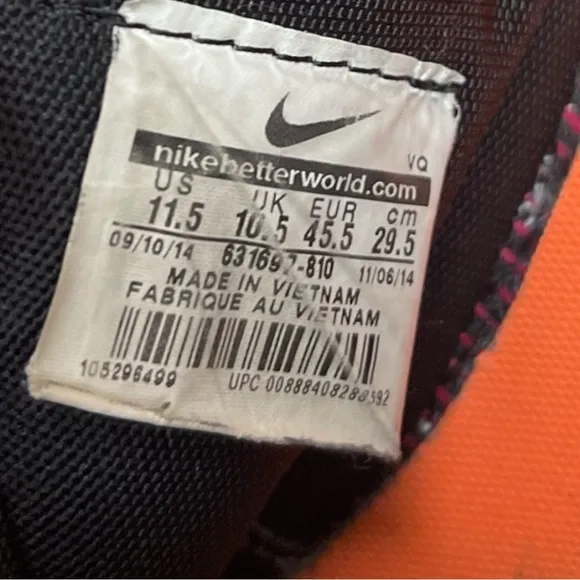 VQ
nikebetterworld.com
US UK EUR cm
11.5 10.5 45.5 29.5
09/10/14 631697-810 11/06/14
MADE IN VIETNAM
FABRIQUE AU VIETNAM
105296499
UPC